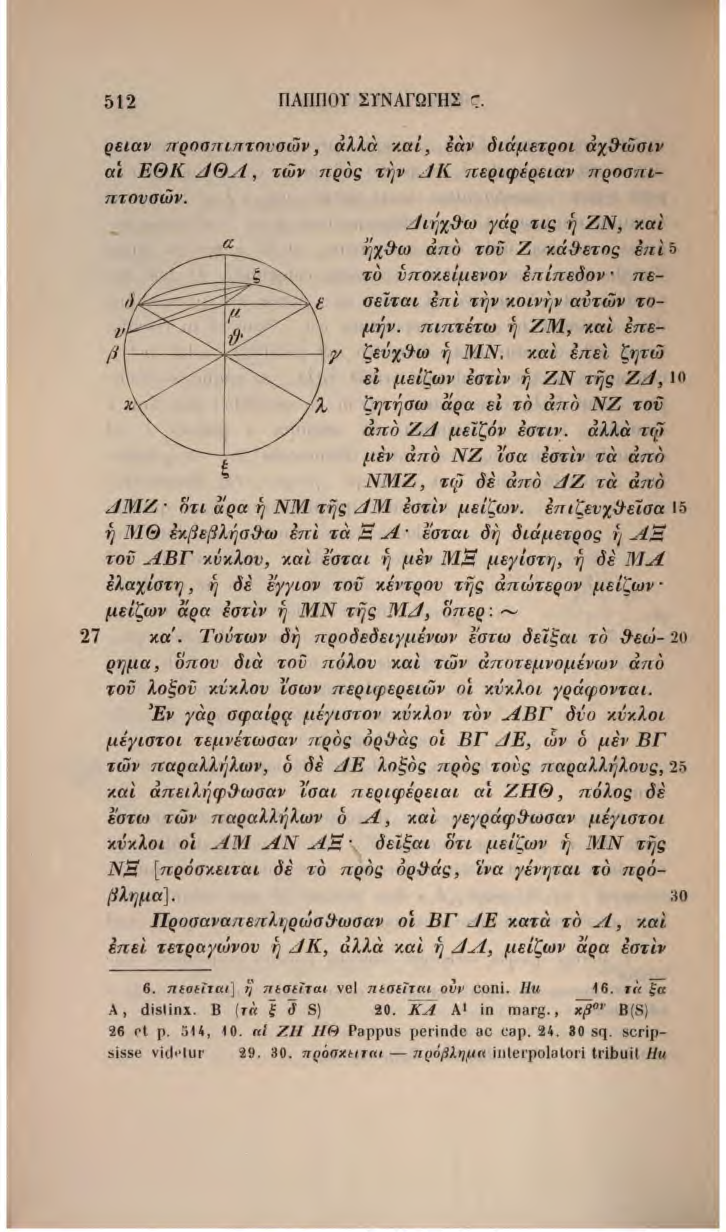 512 ΠΑΠΠΟΥ ΣΥΝΑΓΩΓΗΣ ϛ.
ρειαν προσπιπτουσῶν, ἀλλὰ καί, ἐὰν διάμετροι ἀχθῶσιν
αἱ ΕΘΚ ΔΘΛ, τῶν πρὸς τὴν ΛΚ περιφέρειαν προσπι-
πτουσῶν.
Διήχθω γάρ τις ἡ ΖΝ, καὶ
ἤχθω ἀπὸ τοῦ Ζ κάθετος ἐπὶ 5
τὸ ὑποκείμενον ἐπίπεδον· πε-
σεῖται ἐπὶ τὴν κοινὴν αὐτῶν το-
μήν. πιπτέτω ἡ ΖΜ, καὶ ἐπε-
ζεύχθω ἡ ΜΝ. καὶ ἐπεὶ ζητῶ
εἰ μείζων ἐστὶν ἡ ΖΝ τῆς ΖΔ, 10
ζητήσω ἄρα εἰ τὸ ἀπὸ ΝΖ τοῦ
ἀπὸ ΖΔ μεῖζόν ἐστιν. ἀλλὰ τῷ
μὲν ἀπὸ ΝΖ ἴσα ἐστὶν τὰ ἀπὸ
ΝΜΖ, τῷ δὲ ἀπὸ ΔΖ τὰ ἀπὸ
α
ξ
δ
ε
μ
ν
θ
β
γ
κ
λ
ξ
ΔΜΖ· ὅτι ἄρα ἡ ΝΜ τῆς ΔΜ ἐστὶν μείζων. ἐπιζευχθεῖσα 15
ἡ ΜΘ ἐκβεβλήσθω ἐπὶ τὰ Ξ Α· ἔσται δὴ διάμετρος ἡ ΑΞ
τοῦ ΑΒΓ κύκλου, καὶ ἔσται ἡ μὲν ΜΞ μεγίστη, ἡ δὲ ΜΑ
ἐλαχίστη, ἡ δὲ ἔγγιον τοῦ κέντρου τῆς ἀπώτερον μείζων·
μείζων ἄρα ἐστὶν ἡ ΜΝ τῆς ΜΔ, ὅπερ: ~
27 κα΄. Τούτων δὴ προδεδειγμένων ἔστω δεῖξαι τὸ θεώ- 20
ρημα, ὅπου διὰ τοῦ πόλου καὶ τῶν ἀποτεμνομένων ἀπὸ
τοῦ λοξοῦ κύκλου ἴσων περιφερειῶν οἱ κύκλοι γράφονται.
Ἐν γὰρ σφαίρᾳ μέγιστον κύκλον τὸν ΑΒΓ δύο κύκλοι
μέγιστοι τεμνέτωσαν πρὸς ὀρθὰς οἱ ΒΓ ΔΕ, ὧν ὁ μὲν ΒΓ
τῶν παραλλήλων, ὁ δὲ ΔΕ λοξὸς πρὸς τοὺς παραλλήλους, 25
καὶ ἀπειλήφθωσαν ἴσαι περιφέρειαι αἱ ΖΗΘ, πόλος δὲ
ἔστω τῶν παραλλήλων ὁ Α, καὶ γεγράφθωσαν μέγιστοι
κύκλοι οἱ ΑΜ ΑΝ ΑΞ· δεῖξαι ὅτι μείζων ἡ ΜΝ τῆς
ΝΞ [πρόσκειται δὲ τὸ πρὸς ὀρθάς, ἵνα γένηται τὸ πρό-
βλημα]. 30
Προσαναπεπληρώσθωσαν οἱ ΒΓ ΔΕ κατὰ τὸ Λ, καὶ
ἐπεὶ τετραγώνου ἡ ΔΚ, ἀλλὰ καὶ ἡ ΔΛ, μείζων ἄρα ἐστὶν
6. πεσεῖται] ἢ πεσεῖται vel πεσεῖται οὖν coni. Hu 16. τὰ ξα
A, distinx. B (τὰ ξ δ S) 20. ΚΑ A¹ in marg., κβον B(S)
26 et p. 514, 10. αἱ ΖΗ ΗΘ Pappus perinde ac cap. 24. 30 sq. scrip-
sisse videtur 29. 30. πρόσκειται — πρόβλημα interpolatori tribuit Hu